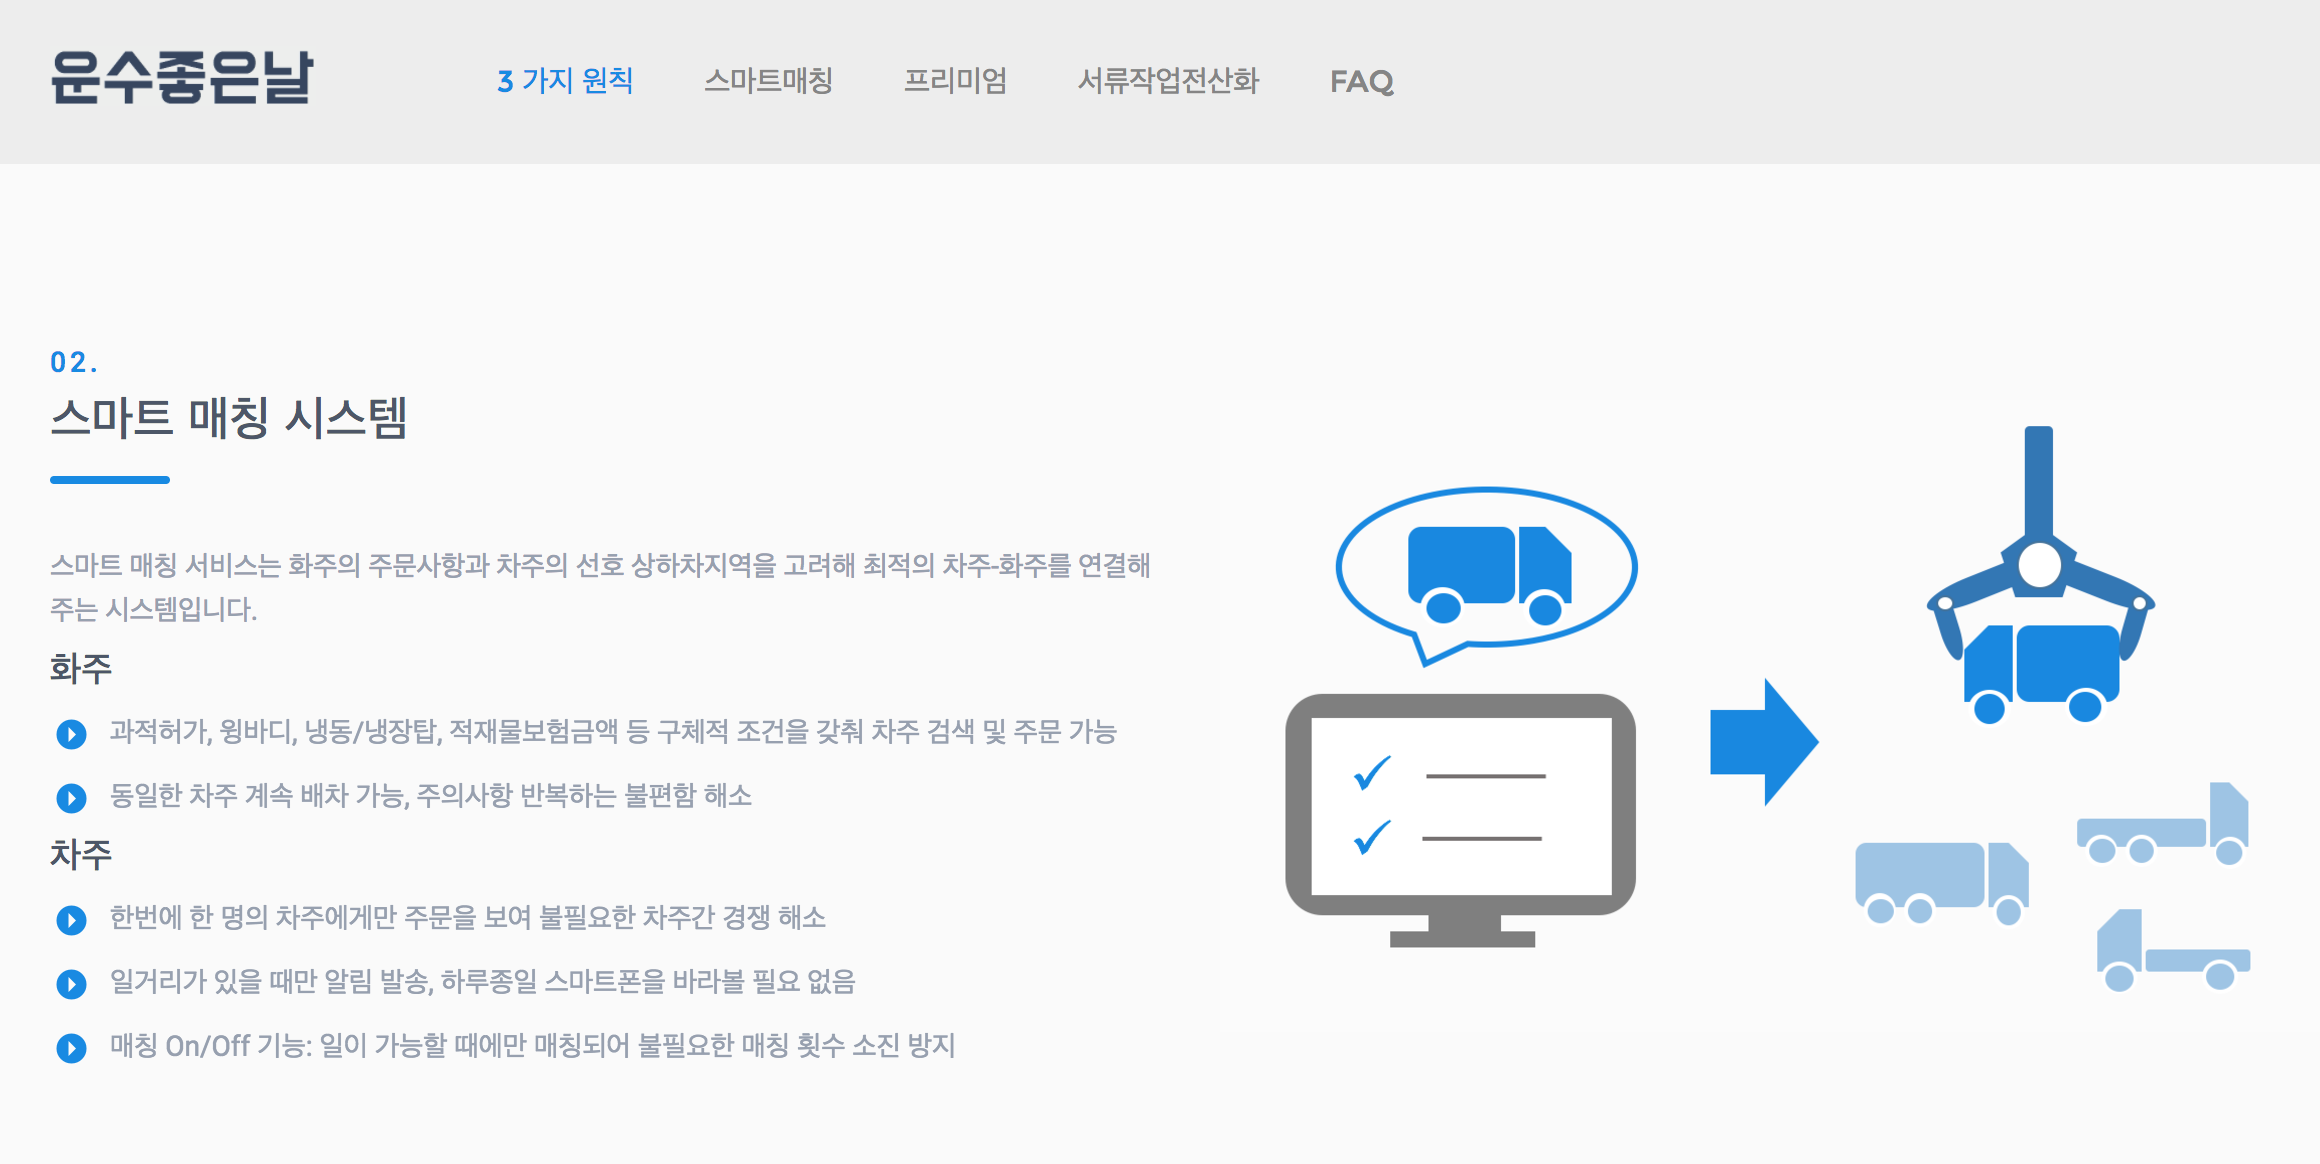 운수좋은날
3 가지 원칙
스마트매칭
프리미엄
서류작업전산화
FAQ
02.
스마트 매칭 시스템
스마트 매칭 서비스는 화주의 주문사항과 차주의 선호 상하차지역을 고려해 최적의 차주-화주를 연결해
주는 시스템입니다.
화주
과적허가, 윙바디, 냉동/냉장탑, 적재물보험금액 등 구체적 조건을 갖춰 차주 검색 및 주문 가능
동일한 차주 계속 배차 가능, 주의사항 반복하는 불편함 해소
차주
한번에 한 명의 차주에게만 주문을 보여 불필요한 차주간 경쟁 해소
일거리가 있을 때만 알림 발송, 하루종일 스마트폰을 바라볼 필요 없음
매칭 On/Off 기능: 일이 가능할 때에만 매칭되어 불필요한 매칭 횟수 소진 방지